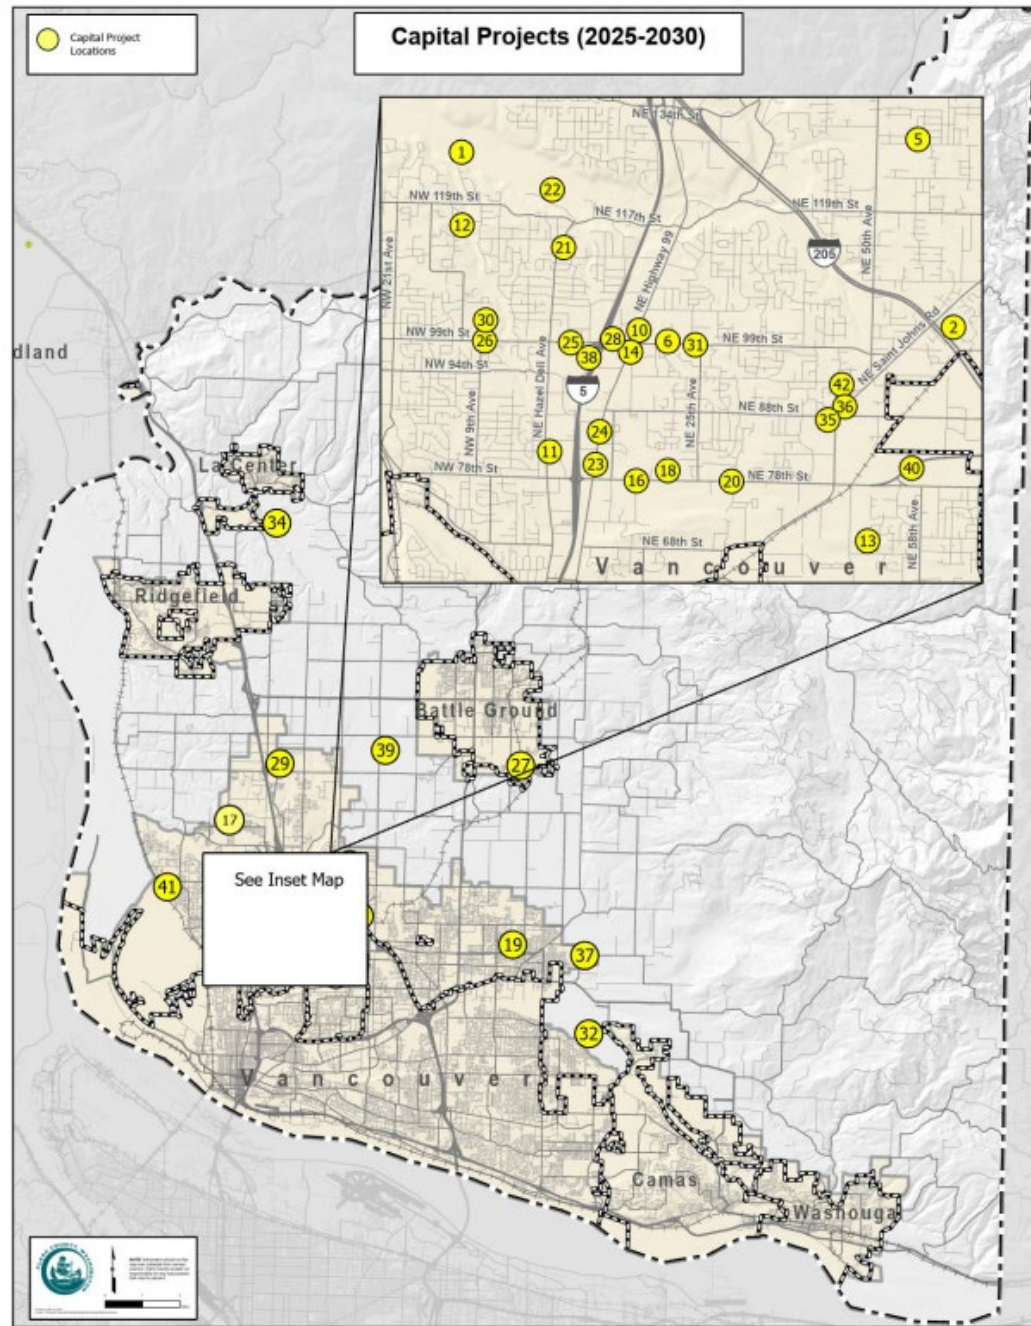 Capital Project
Locations
Capital Projects (2025-2030)
NE 134th St
1
5
22
NW 119th St
NE 119th St
NE 117th St
12
21
NE 50th Ave
205
NW 21st Ave
NE Highway 99
30
10
2
NW 99th St
26
25
28
6
31
NE 99th St
NE Saint Johns Rd
38
14
NW 94th St
5
42
NE 88th St
36
35
NW 9th Ave
NE Hazel Dell Ave
NE 25th Ave
24
11
23
18
40
NW 78th St
16
20
NE 78th St
NE 58th Ave
13
NE 68th St
Vancouver
dland
La Center
34
Ridgefield
Battle Ground
39
29
27
17
See Inset Map
41
19
37
32
Vancouver
Camas
Washougal
CLARK COUNTY, WASHINGTON